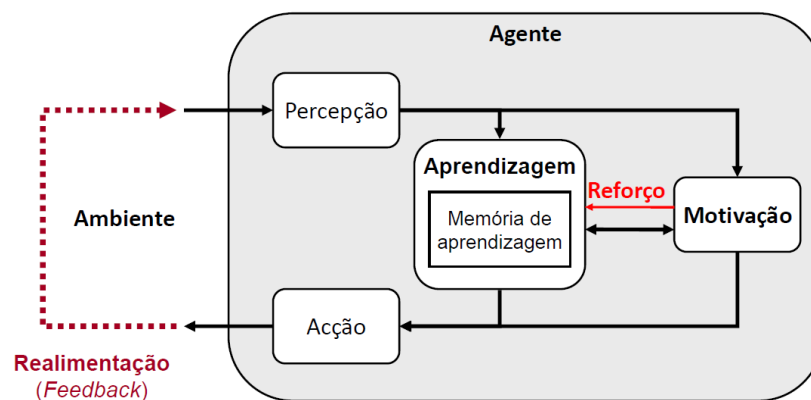 Agente
Percepção
Aprendizagem
Reforço
Memória de
aprendizagem
Motivação
Ambiente
Acção
Realimentação
(Feedback)